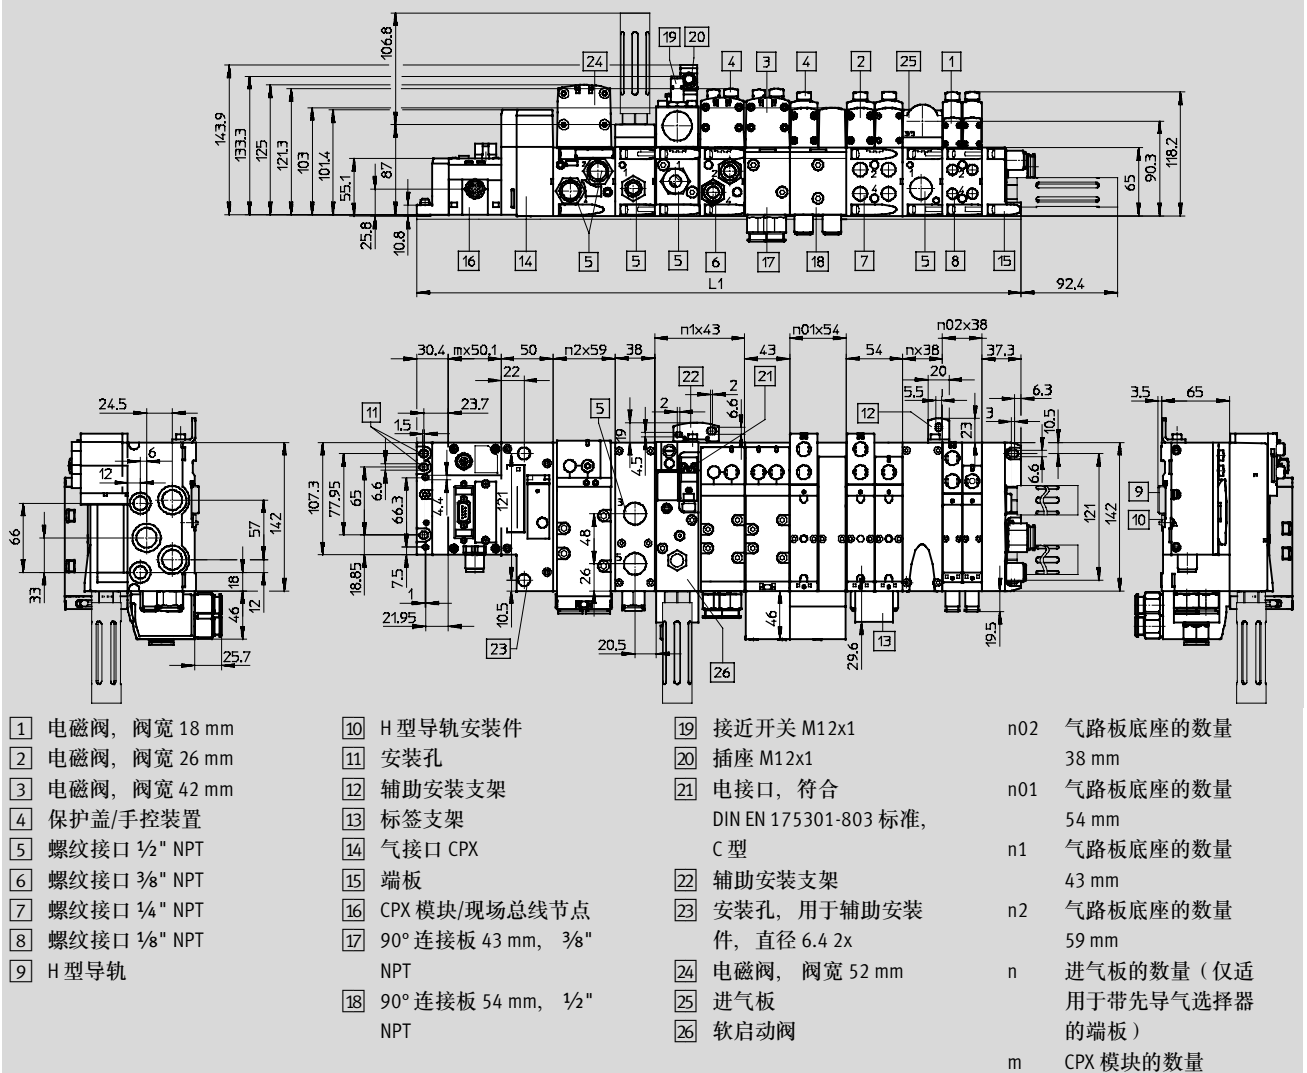 106.8
19 20
24 4 3 4 2 25 1
143.9 133.3 125 121.3 103 101.4 87 55.1 25.8 10.8
65 90.3 118.2
16 14 5 5 5 6 17 18 7 5 8 15
L1 92.4
n1x43 n01x54 n02x38
30.4 mx50.1 50 n2x59 38 43 54 nx38 37.3
22 22 2 21 20
24.5 23.7 5 2 6.6 12 5.5 6.3 3.5 65
11 1.5 19 23 3 10.5
6 12 4.5 6.6
107.3 77.95 65 6.6 66.3 4.4 121 3 48 5 26 121 142
66 33 57 142 18 12 46
9
10
18.85 7.5 1 10.5 46 19.5
21.95 23 20.5 29.6 13
25.7 26
1 电磁阀，阀宽 18 mm
2 电磁阀，阀宽 26 mm
3 电磁阀，阀宽 42 mm
4 保护盖/手控装置
5 螺纹接口 ½" NPT
6 螺纹接口 ⅜" NPT
7 螺纹接口 ¼" NPT
8 螺纹接口 ⅛" NPT
9 H 型导轨
10 H 型导轨安装件
11 安装孔
12 辅助安装支架
13 标签支架
14 气接口 CPX
15 端板
16 CPX 模块/现场总线节点
17 90° 连接板 43 mm， ⅜"
NPT
18 90° 连接板 54 mm， ½"
NPT
19 接近开关 M12x1
20 插座 M12x1
21 电接口，符合
DIN EN 175301-803 标准，
C 型
22 辅助安装支架
23 安装孔，用于辅助安装
件，直径 6.4 2x
24 电磁阀， 阀宽 52 mm
25 进气板
26 软启动阀
n02 气路板底座的数量
38 mm
n01 气路板底座的数量
54 mm
n1 气路板底座的数量
43 mm
n2 气路板底座的数量
59 mm
n 进气板的数量（仅适
用于带先导气选择器
的端板）
m CPX 模块的数量